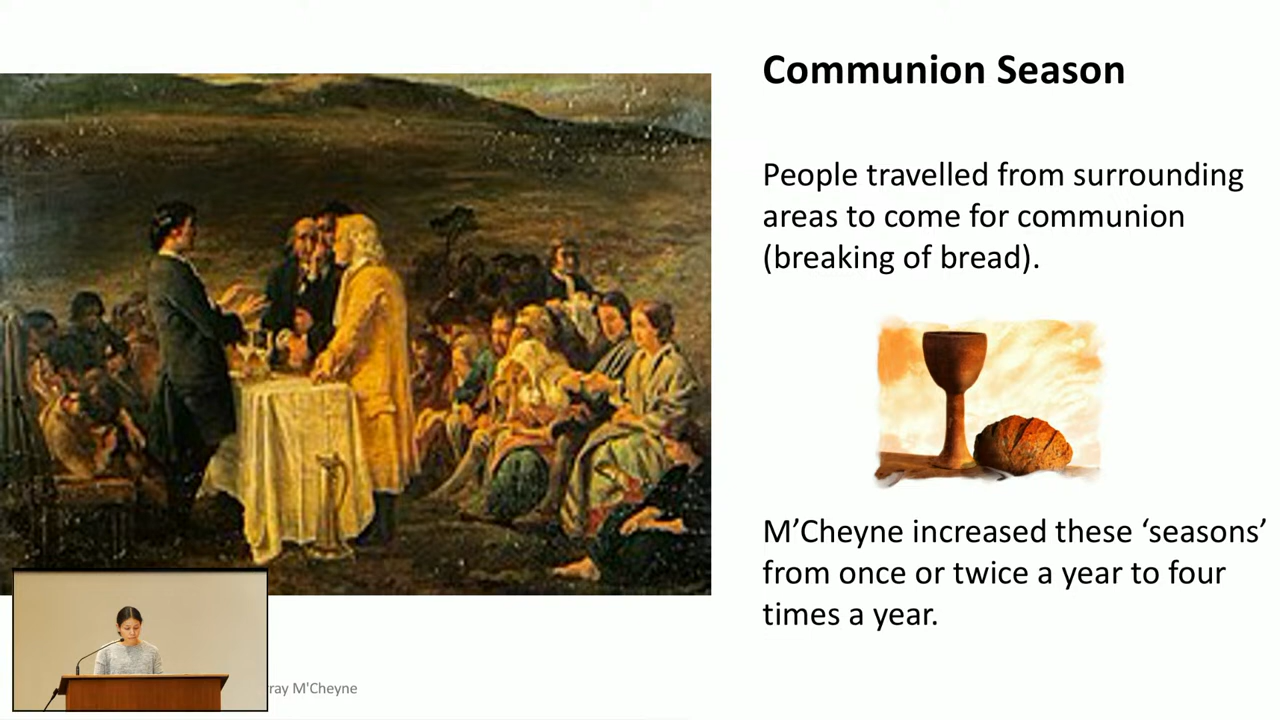 Communion Season
People travelled from surrounding
areas to come for communion
(breaking of bread).
M’Cheyne increased these ‘seasons’
from once or twice a year to four
times a year.
M'Cheyne